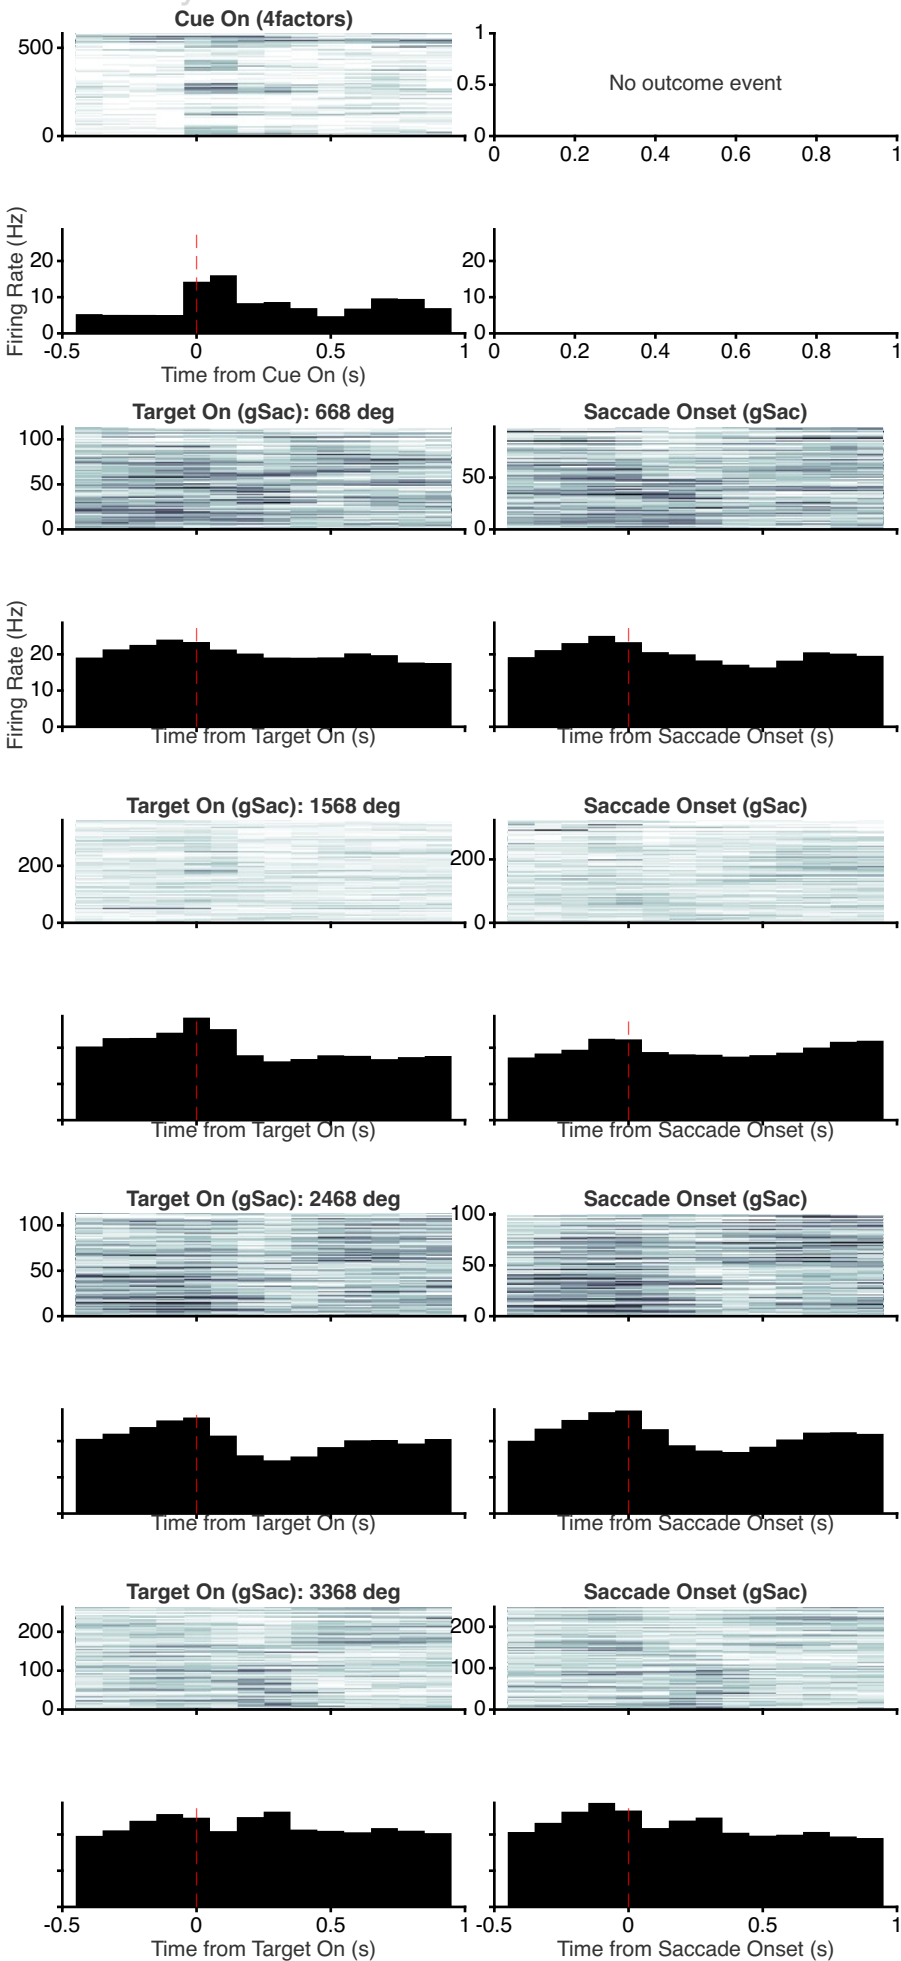 Cue On (4factors)
500
0
1
0.5
0
No outcome event
0 0.2 0.4 0.6 0.8 1
Firing Rate (Hz)
20
10
0
-0.5 0 0.5 1
Time from Cue On (s)
20
10
0
0 0.2 0.4 0.6 0.8 1
Target On (gSac): 668 deg
100
50
0
Saccade Onset (gSac)
50
0
Firing Rate (Hz)
20
10
0
Time from Target On (s)
Time from Saccade Onset (s)
Target On (gSac): 1568 deg
200
0
Saccade Onset (gSac)
200
0
Time from Target On (s)
Time from Saccade Onset (s)
Target On (gSac): 2468 deg
100
50
0
Saccade Onset (gSac)
100
50
0
Time from Target On (s)
Time from Saccade Onset (s)
Target On (gSac): 3368 deg
200
100
0
Saccade Onset (gSac)
200
100
0
-0.5 0 0.5 1
Time from Target On (s)
-0.5 0 0.5 1
Time from Saccade Onset (s)